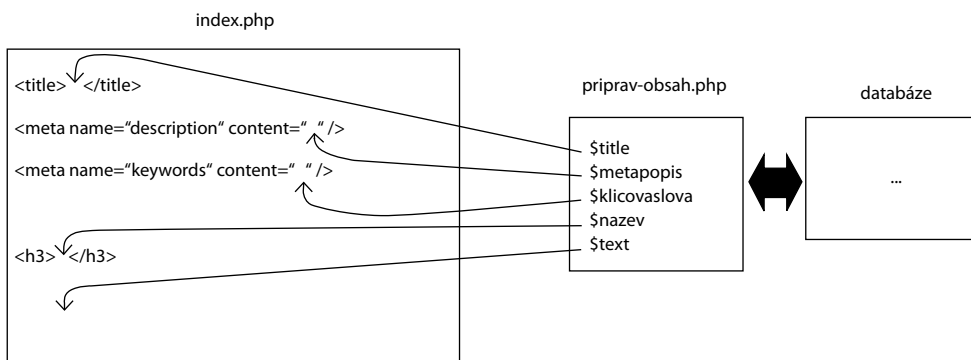 index.php
<title> </title>
<meta name=“description“ content=“ “ />
<meta name=“keywords“ content=“ “ />
<h3> </h3>
priprav-obsah.php
$title
$metapopis
$klicovaslova
$nazev
$text
databáze
...